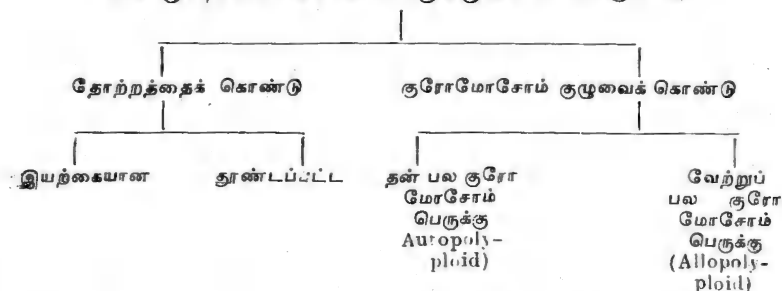 தோற்றத்தைக் கொண்டு
குரோமோசோம் குழுவைக் கொண்டு
இயற்கையான
தூண்டப்பட்ட
தன் பல குரோ
மோசோம்
பெருக்கு
Autopoly-
ploid)
வேற்றுப்
பல குரோ
மோசோம்
பெருக்கு
(Allopoly-
ploid)